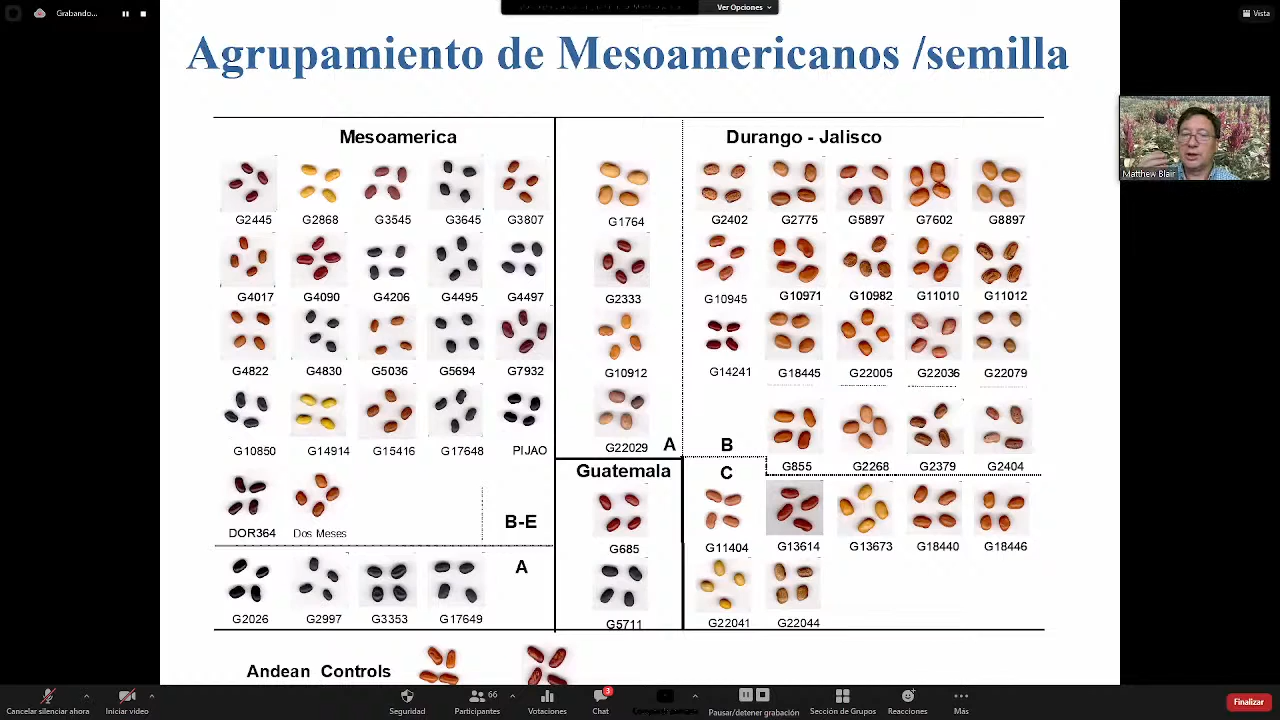 Grabando...
Ver Opciones
Vista
Agrupamiento de Mesoamericanos /semilla
Matthew Blair
Mesoamerica
Durango - Jalisco
G2445 G2868 G3545 G3645 G3807 G1764 G2402 G2775 G5897 G7602 G8897
G4017 G4090 G4206 G4495 G4497 G2333 G10945 G10971 G10982 G11010 G11012
G4822 G4830 G5036 G5694 G7932 G10912 G14241 G18445 G22005 G22036 G22079
G10850 G14914 G15416 G17648 PIJAO G22029 A B G855 G2268 G2379 G2404
Guatemala C
DOR364 Dos Meses B-E G685 G11404 G13614 G13673 G18440 G18446
A
G2026 G2997 G3353 G17649 G5711 G22041 G22044
Andean Controls
Cancelar silenciar ahora
Iniciar video
Seguridad
66
Participantes
Votaciones
3
Chat
Pausar/detener grabación
Sección de Grupos
Reacciones
Más
Finalizar